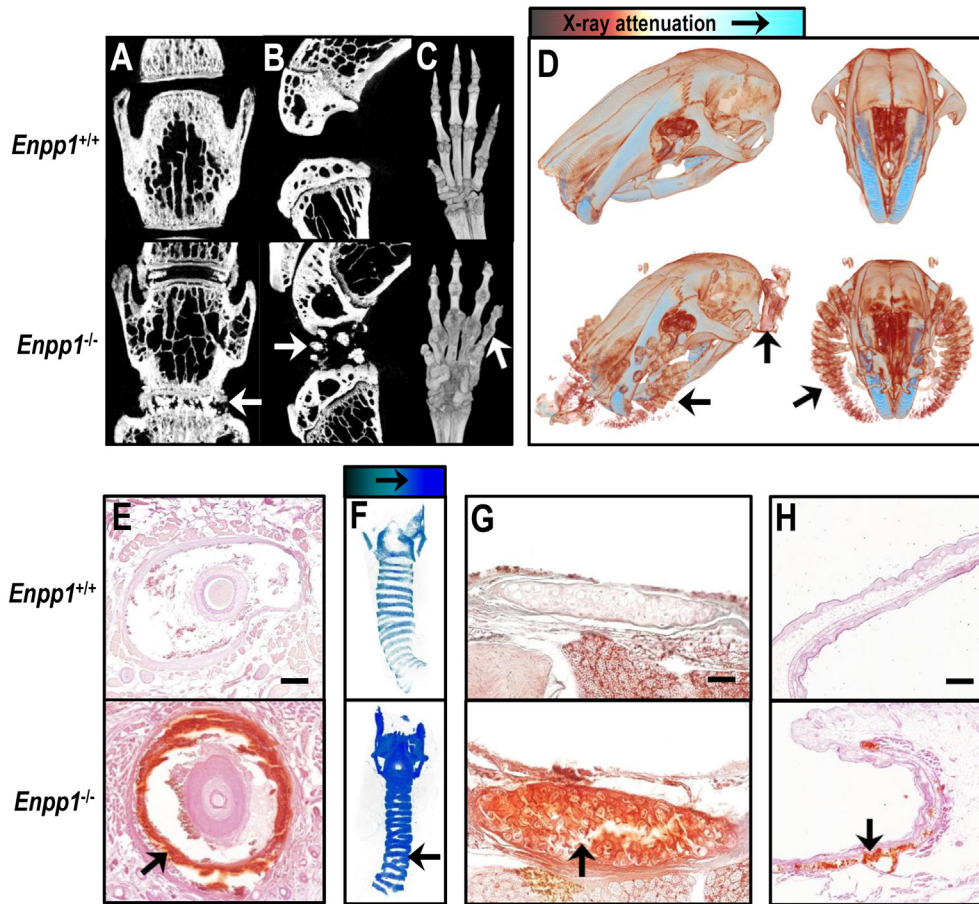 X-ray attenuation
A B C D
Enpp1+/+
Enpp1-/-
E F G H
Enpp1+/+
Enpp1-/-